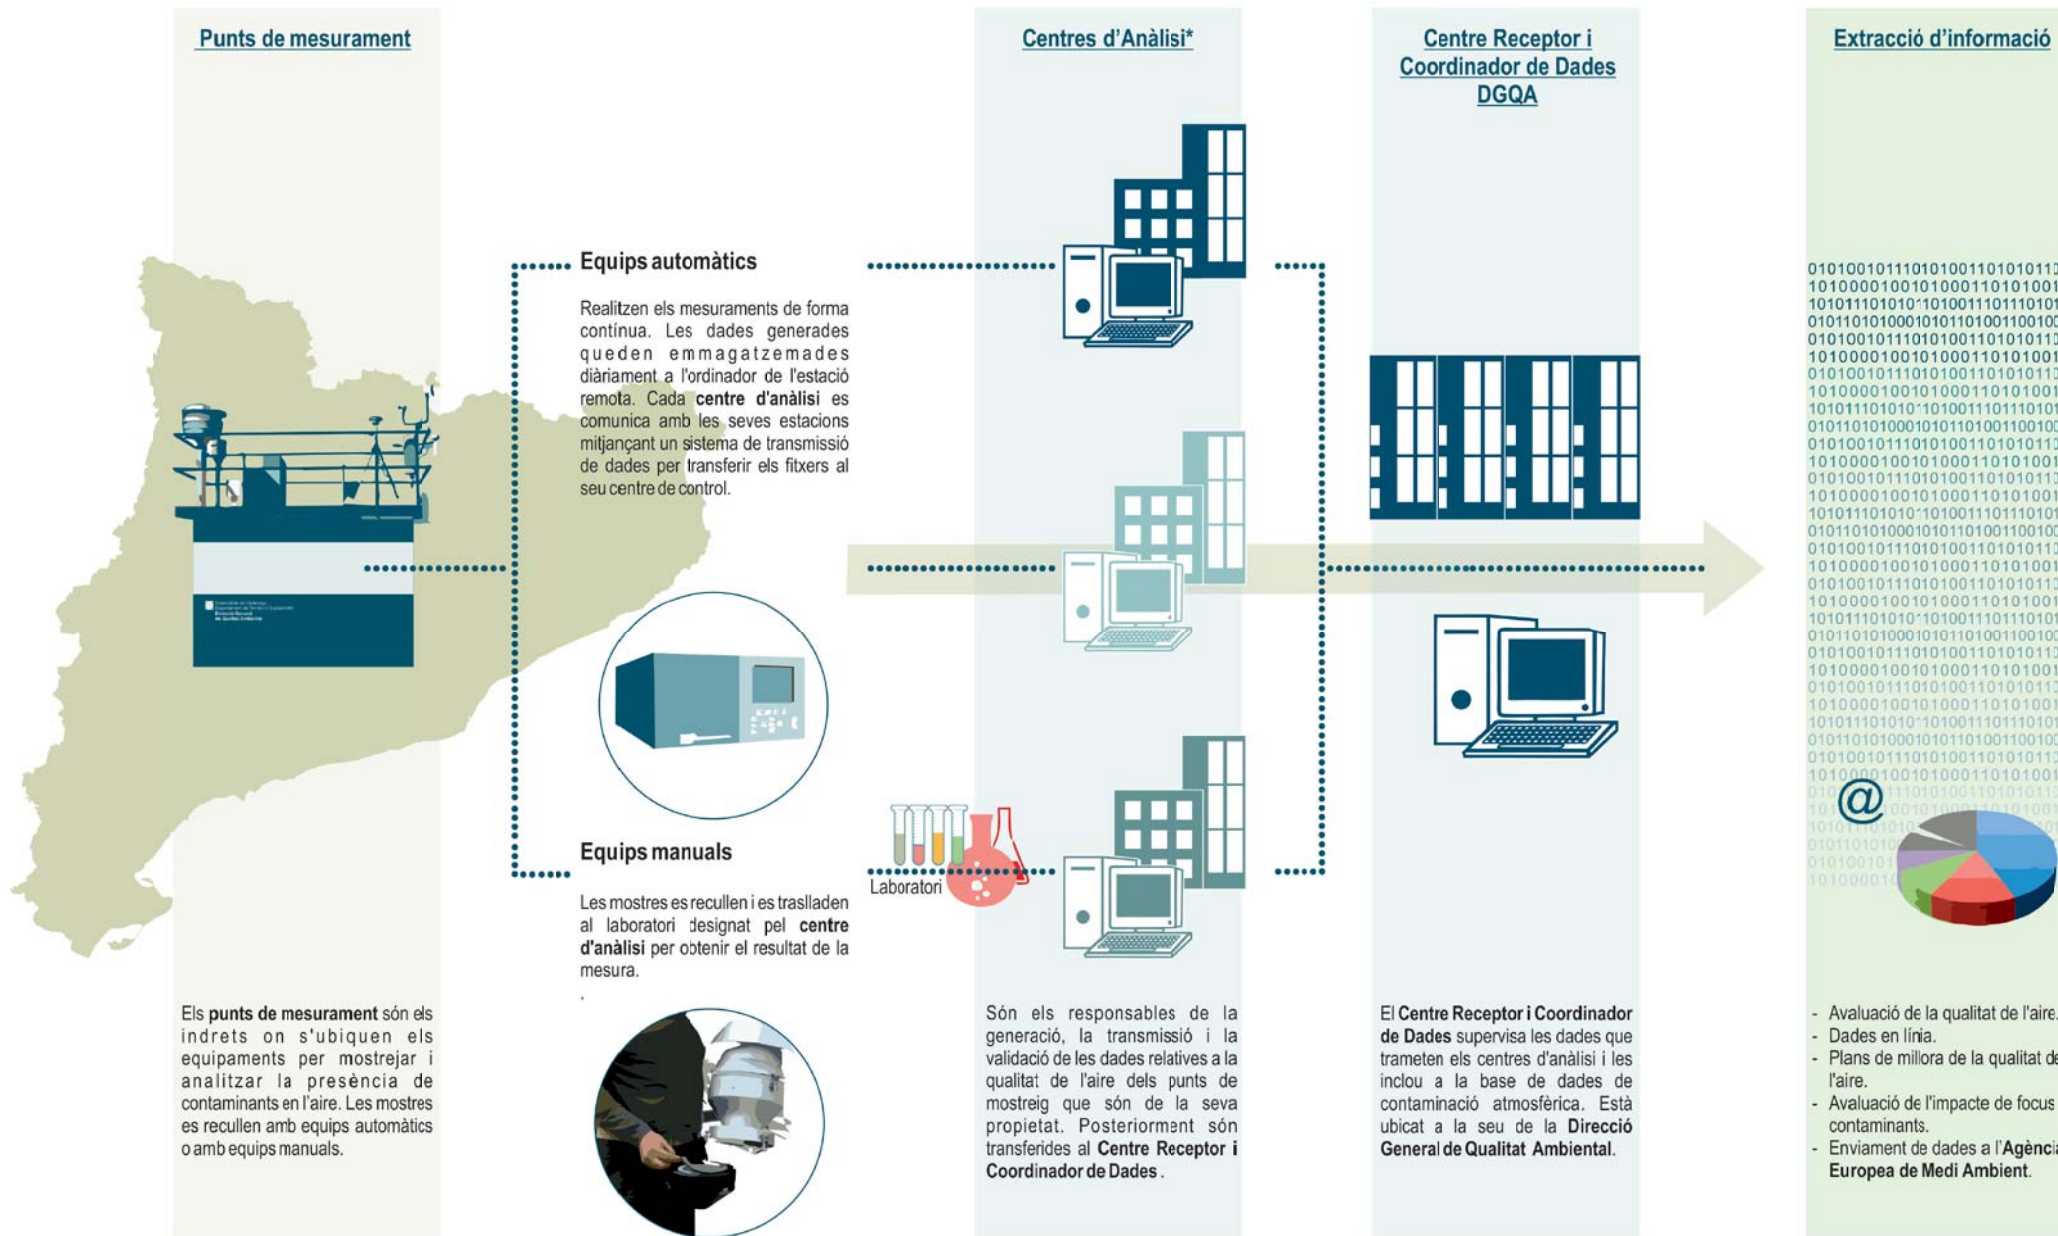 Punts de mesurament
Centres d'Anàlisi*
Centre Receptor i
Coordinador de Dades
DGQA
Extracció d'informació
Equips automàtics
Realitzen els mesuraments de forma
contínua. Les dades generades
queden emmagatzemades
diàriament a l'ordinador de l'estació
remota. Cada centre d'anàlisi es
comunica amb les seves estacions
mitjançant un sistema de transmissió
de dades per transferir els fitxers al
seu centre de control.
Equips manuals
Les mostres es recullen i es traslladen
al laboratori designat pel centre
d'anàlisi per obtenir el resultat de la
mesura.
.
Laboratori
@
Els punts de mesurament són els
indrets on s'ubiquen els
equipaments per mostrejar i
analitzar la presència de
contaminants en l'aire. Les mostres
es recullen amb equips automàtics
o amb equips manuals.
Són els responsables de la
generació, la transmissió i la
validació de les dades relatives a la
qualitat de l'aire dels punts de
mostreig que són de la seva
propietat. Posteriorment són
transferides al Centre Receptor i
Coordinador de Dades .
El Centre Receptor i Coordinador
de Dades supervisa les dades que
trameten els centres d'anàlisi i les
inclou a la base de dades de
contaminació atmosfèrica. Està
ubicat a la seu de la Direcció
General de Qualitat Ambiental.
- Avaluació de la qualitat de l'aire.
- Dades en línia.
- Plans de millora de la qualitat de
l'aire.
- Avaluació de l'impacte de focus
contaminants.
- Enviament de dades a l'Agència
Europea de Medi Ambient.